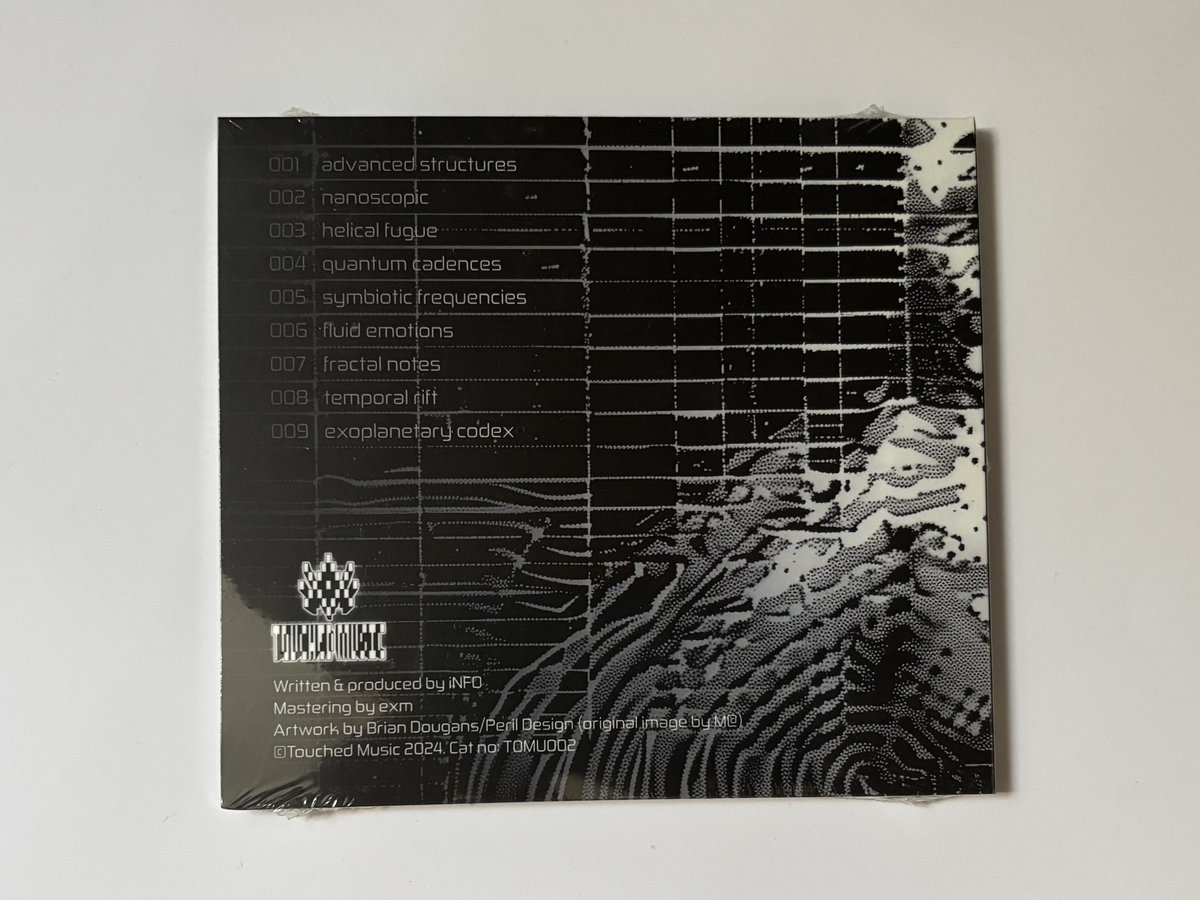 001 advanced structures
002 nanoscopic
003 helical fugue
004 quantum cadences
005 symbiotic frequencies
006 fluid emotions
007 fractal notes
008 temporal rift
009 exoplanetary codex
TOUCHEDMUSIC
Written & produced by iNFO
Mastering by exm
Artwork by Brian Dougans/Peril Design (original image by M@)
©Touched Music 2024. Cat no: TOMU002